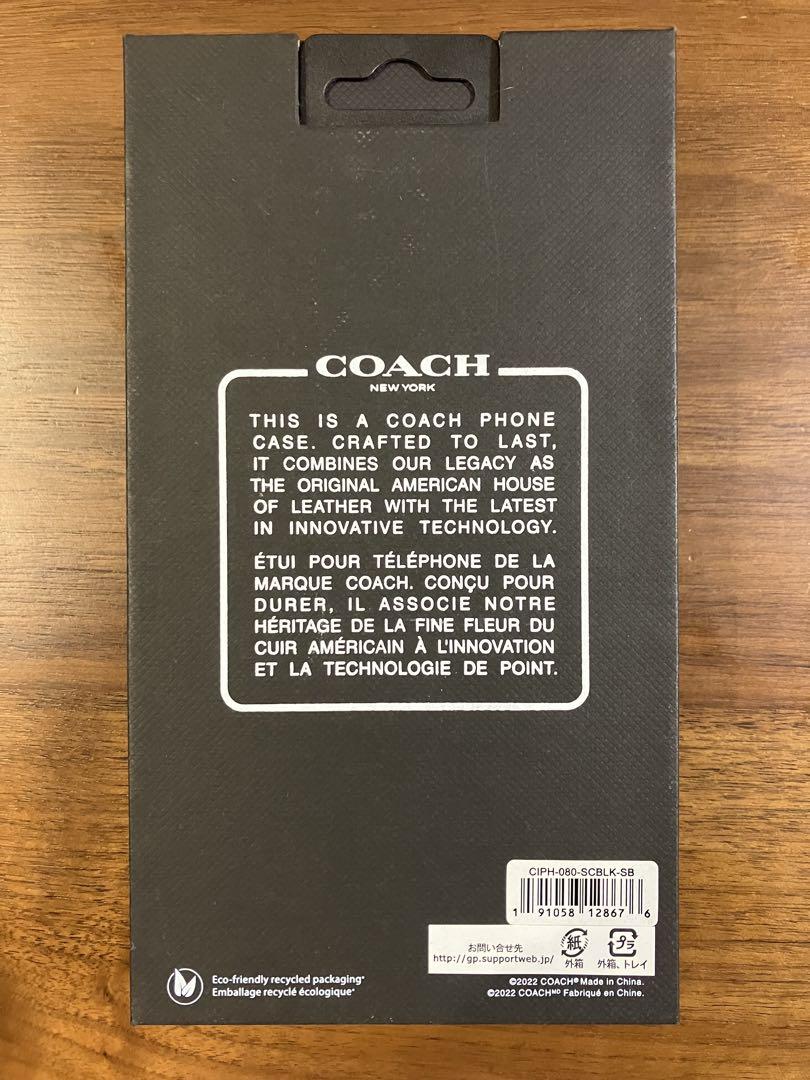 COACH
NEW YORK
THIS IS A COACH PHONE
CASE. CRAFTED TO LAST,
IT COMBINES OUR LEGACY AS
THE ORIGINAL AMERICAN HOUSE
OF LEATHER WITH THE LATEST
IN INNOVATIVE TECHNOLOGY.
ÉTUI POUR TÉLÉPHONE DE LA
MARQUE COACH. CONÇU POUR
DURER, IL ASSOCIE NOTRE
HÉRITAGE DE LA FINE FLEUR DU
CUIR AMÉRICAIN À L'INNOVATION
ET LA TECHNOLOGIE DE POINT.
CIPH-080-SCBLK-SB
1 91058 12867 6
お問い合せ先
http://gp.supportweb.jp/
紙
外箱
プラ
外箱、トレイ
Eco-friendly recycled packaging*
Emballage recyclé écologique*
©2022 COACH® Made in China.
©2022 COACHᴹᴰ Fabriqué en Chine.